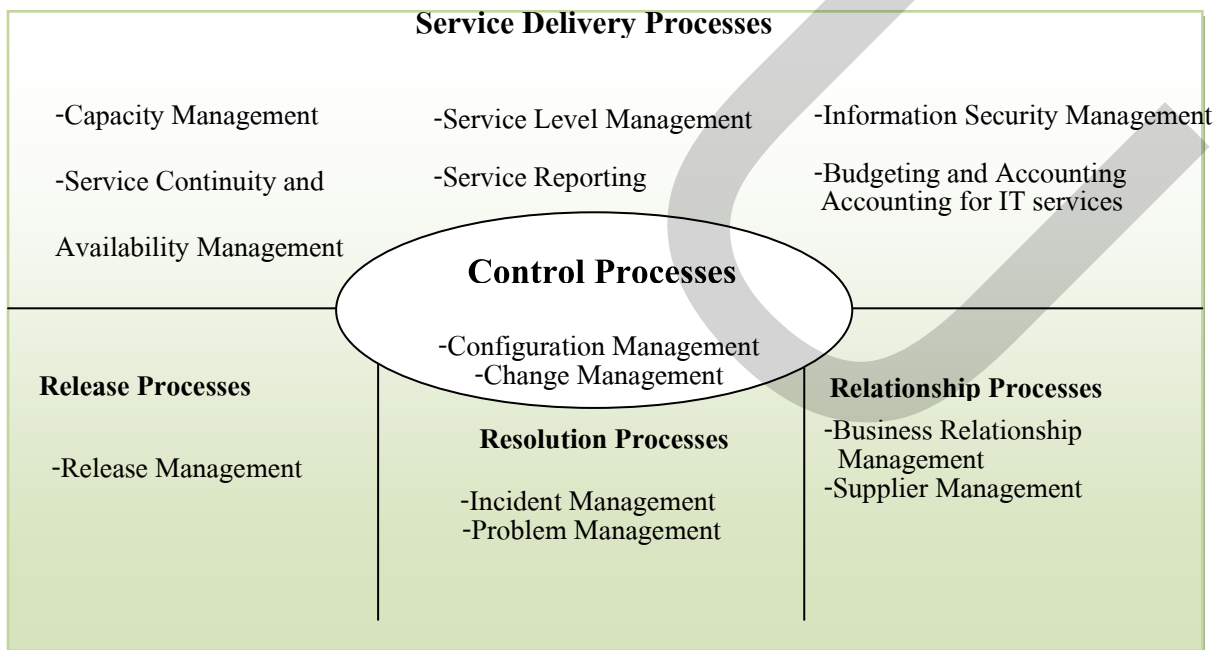 Service Delivery Processes
-Capacity Management
-Service Continuity and
Availability Management
-Service Level Management
-Service Reporting
-Information Security Management
-Budgeting and Accounting
Accounting for IT services
Control Processes
-Configuration Management
-Change Management
Release Processes
-Release Management
Resolution Processes
-Incident Management
-Problem Management
Relationship Processes
-Business Relationship
Management
-Supplier Management